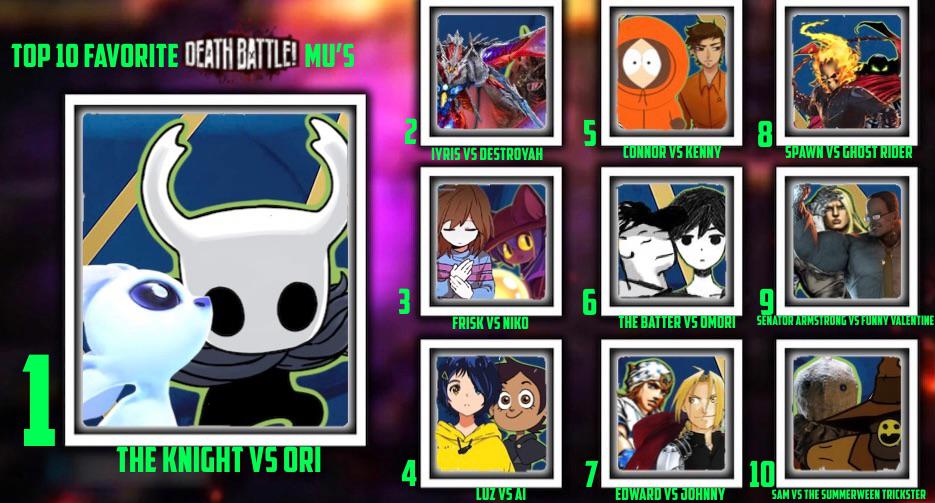 TOP 10 FAVORITE DEATH BATTLE! MU'S
1
THE KNIGHT VS ORI
2
IYRIS VS DESTROYAH
3
FRISK VS NIKO
4
LUZ VS AI
5
CONNOR VS KENNY
6
THE BATTER VS OMORI
7
EDWARD VS JOHNNY
8
SPAWN VS GHOST RIDER
9
SENATOR ARMSTRONG VS FUNNY VALENTINE
10
SAM VS THE SUMMERWEEN TRICKSTER